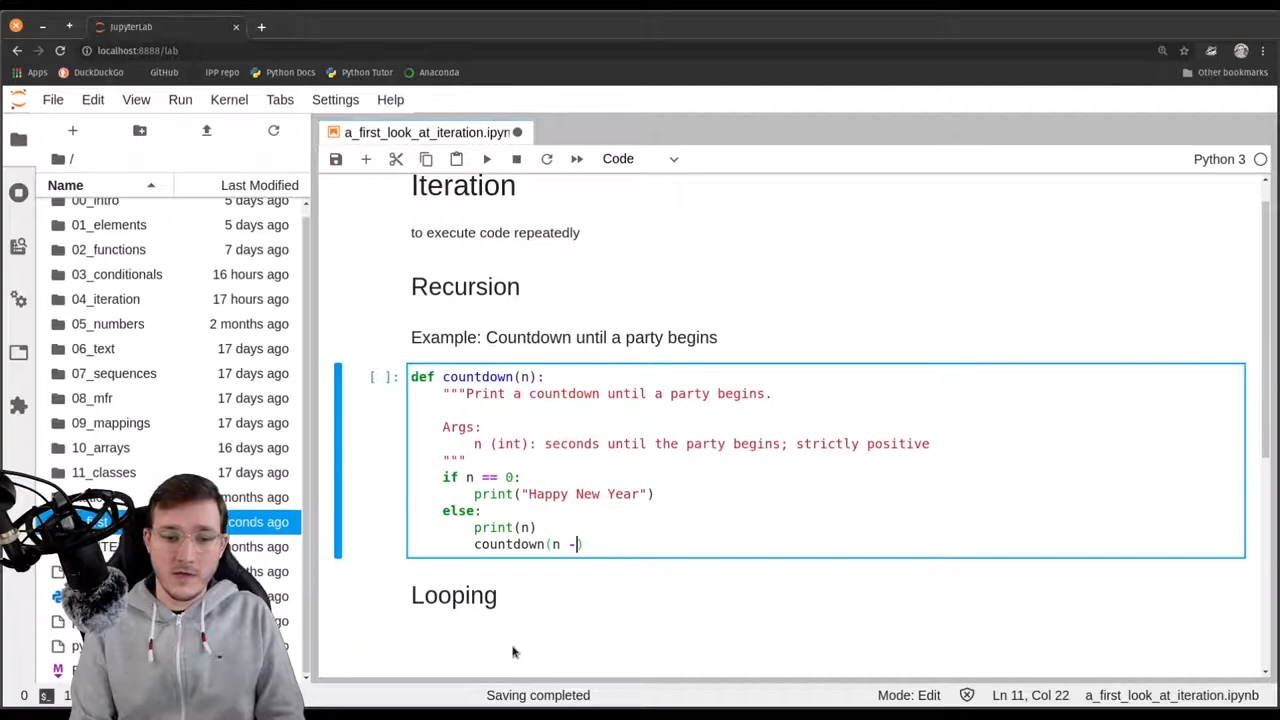 JupyterLab
localhost:8888/lab
Apps DuckDuckGo GitHub IPP repo Python Docs Python Tutor Anaconda Other bookmarks
File Edit View Run Kernel Tabs Settings Help
a_first_look_at_iteration.ipyn
/
Code Python 3
Name Last Modified
00_intro 5 days ago
01_elements 5 days ago
02_functions 7 days ago
03_conditionals 16 hours ago
04_iteration 17 hours ago
05_numbers 2 months ago
06_text 17 days ago
07_sequences 17 days ago
08_mfr 17 days ago
09_mappings 17 days ago
10_arrays 16 days ago
11_classes 17 days ago
months ago
first econds ago
months ago
ago
ago
ago
ago
Iteration
to execute code repeatedly
Recursion
Example: Countdown until a party begins
[ ]: def countdown(n):
"""Print a countdown until a party begins.
Args:
n (int): seconds until the party begins; strictly positive
"""
if n == 0:
print("Happy New Year")
else:
print(n)
countdown(n -)
Looping
0 Saving completed Mode: Edit Ln 11, Col 22 a_first_look_at_iteration.ipynb